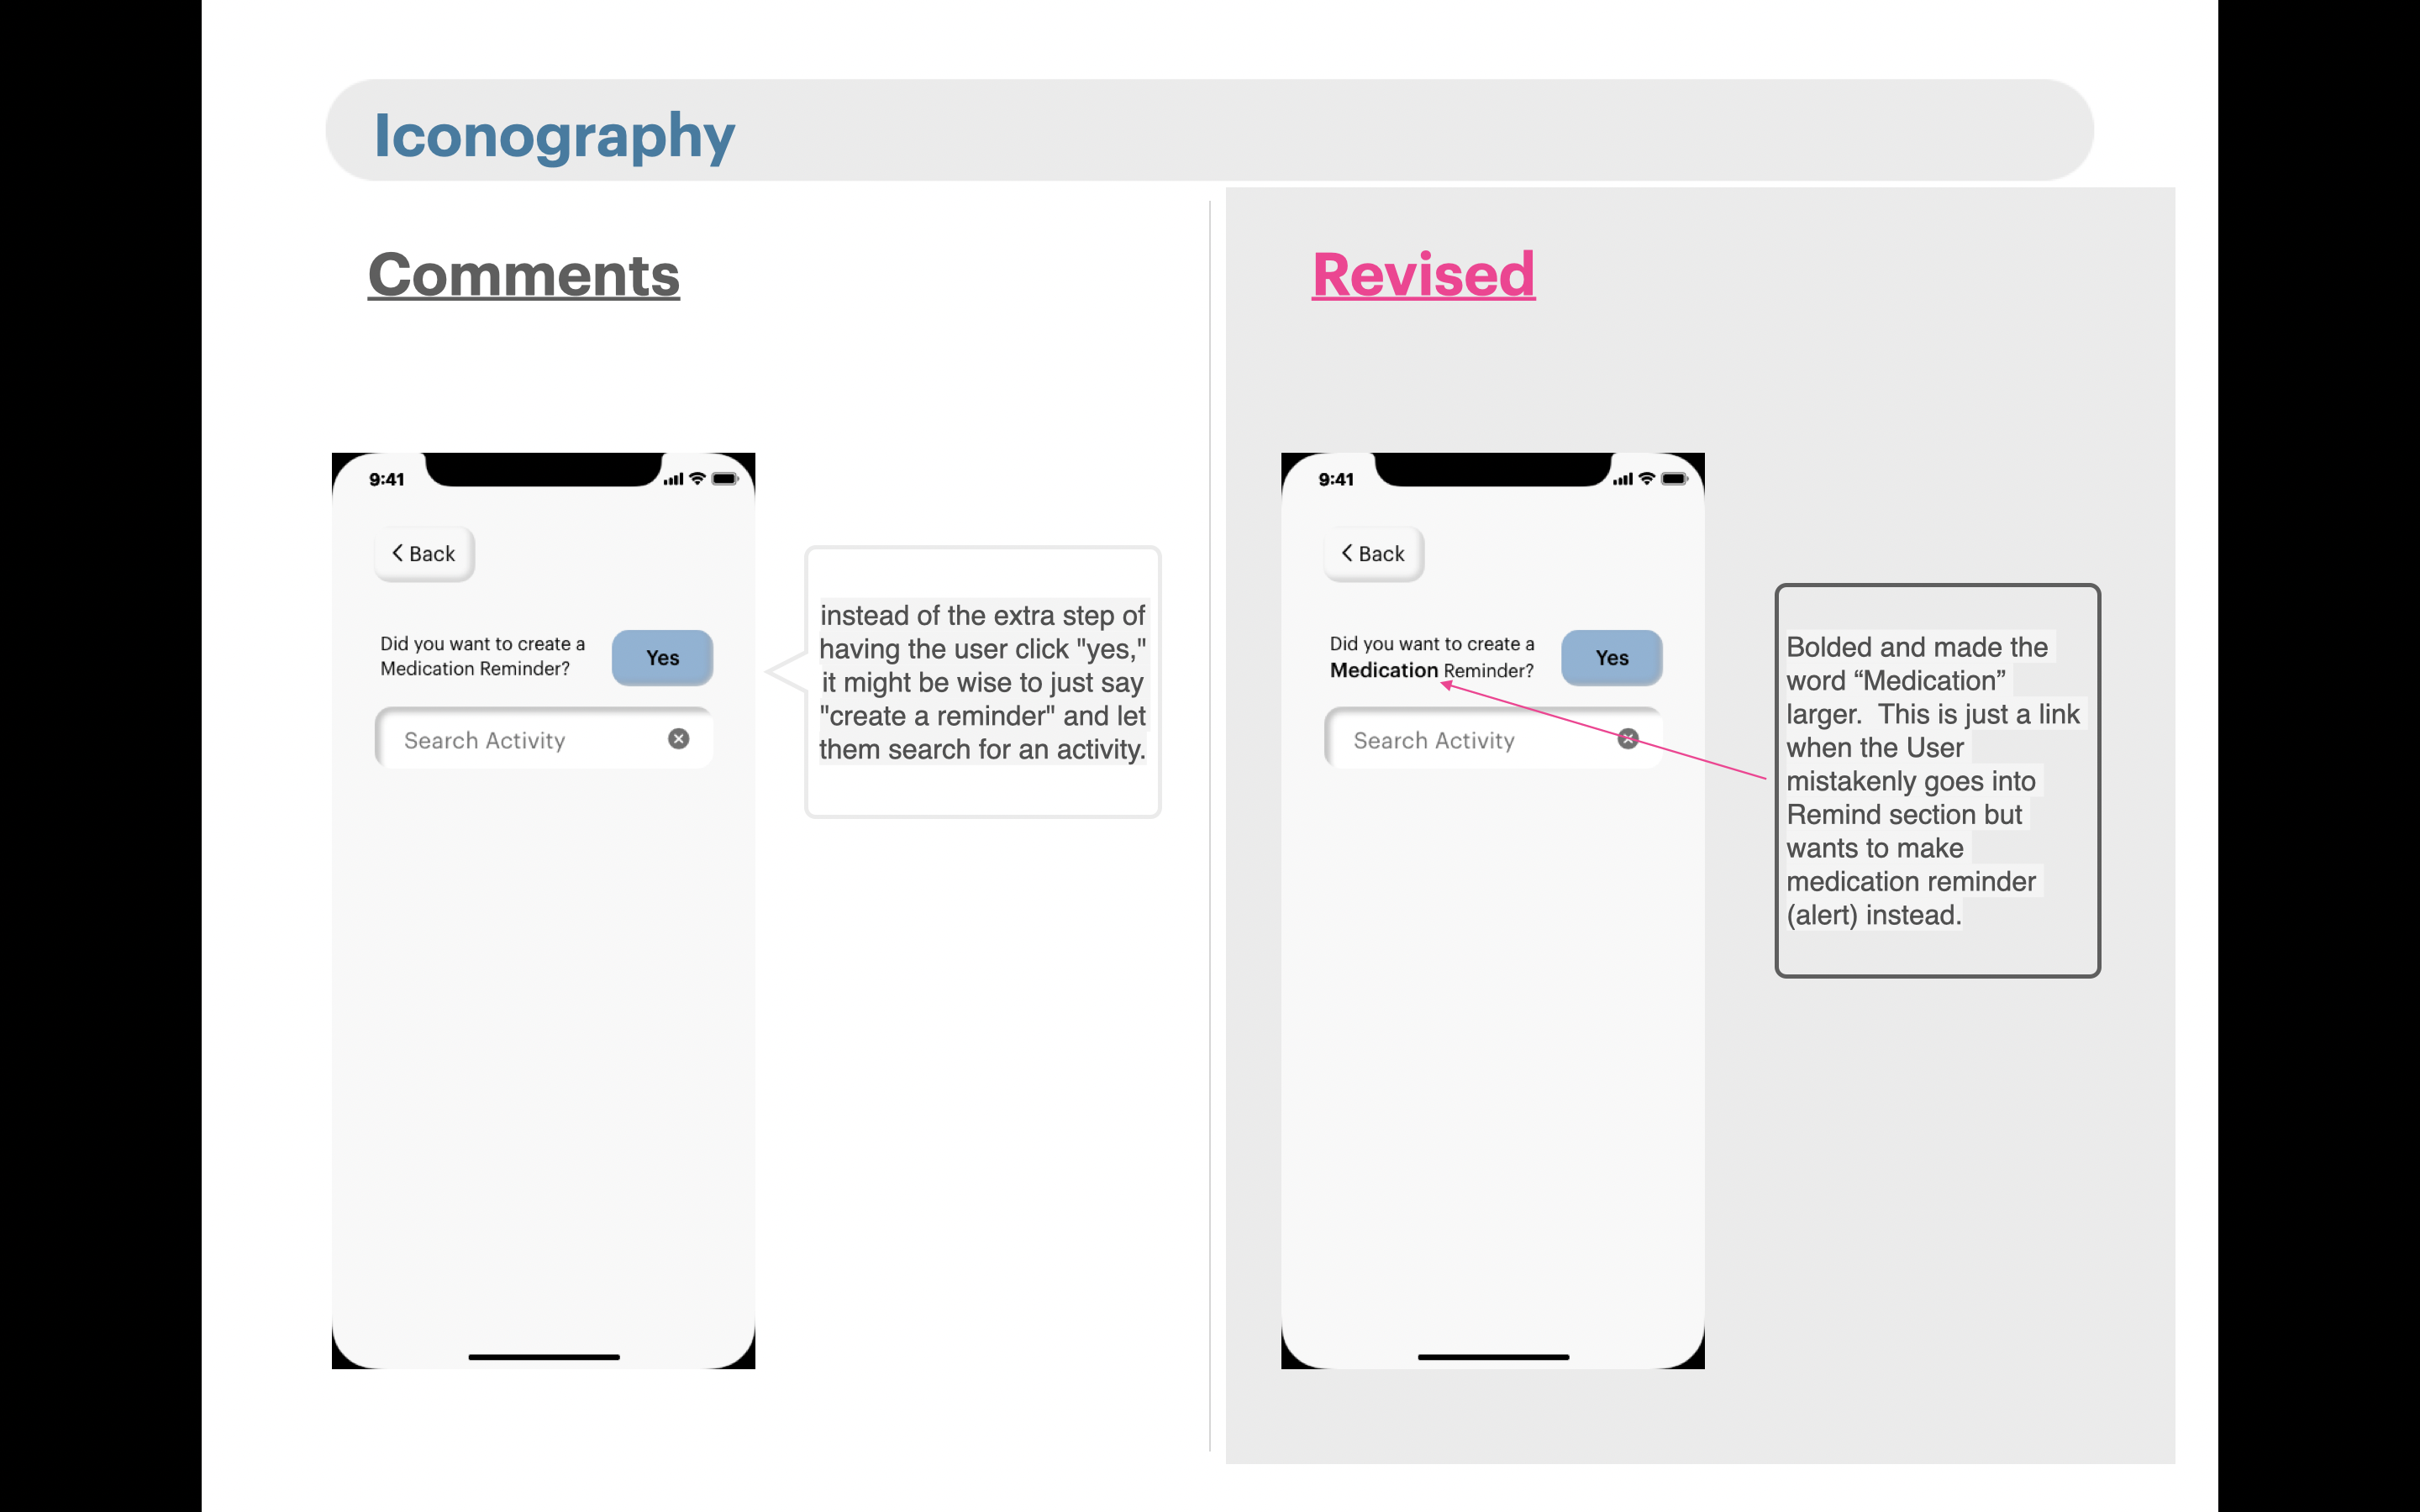 Iconography
Comments
9:41
Back
Did you want to create a
Medication Reminder?
Yes
Search Activity
instead of the extra step of
having the user click "yes,"
it might be wise to just say
"create a reminder" and let
them search for an activity.
Revised
9:41
Back
Did you want to create a
Medication Reminder?
Yes
Search Activity
Bolded and made the
word “Medication”
larger.  This is just a link
when the User
mistakenly goes into
Remind section but
wants to make
medication reminder
(alert) instead.